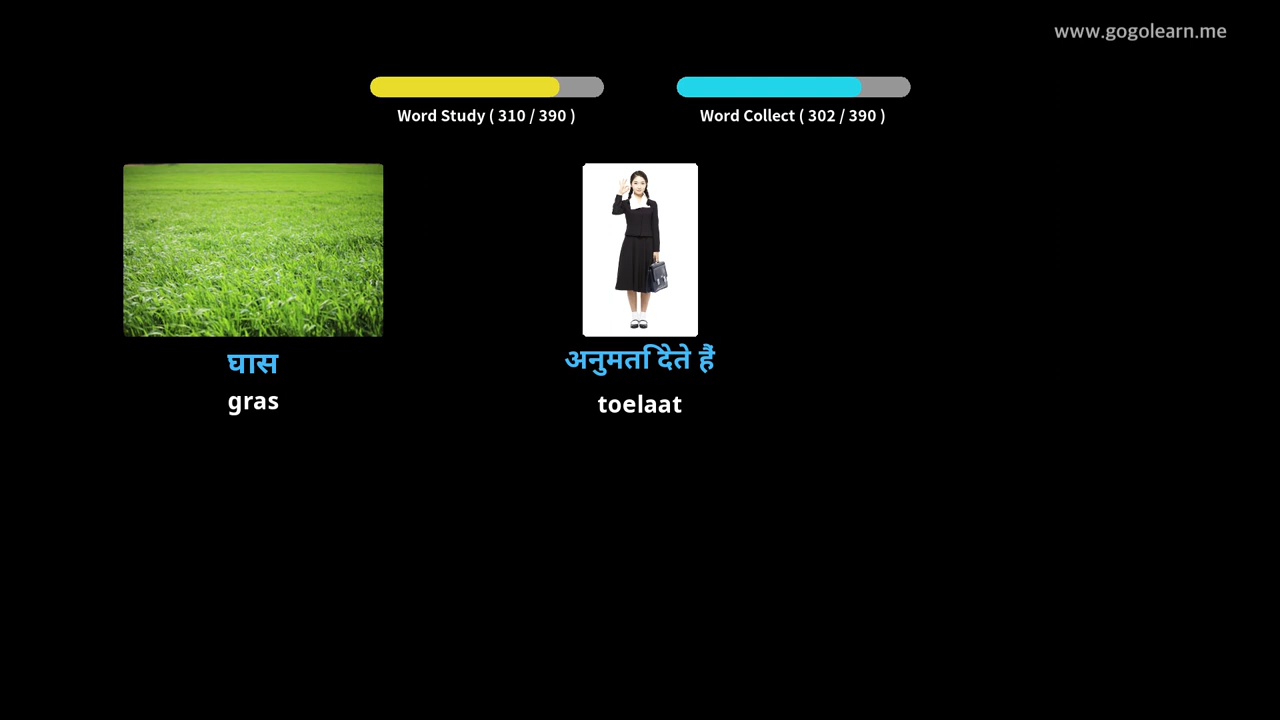 www.gogolearn.me
Word Study ( 310 / 390 )
Word Collect ( 302 / 390 )
घास
gras
अनुमति देते हैं
toelaat